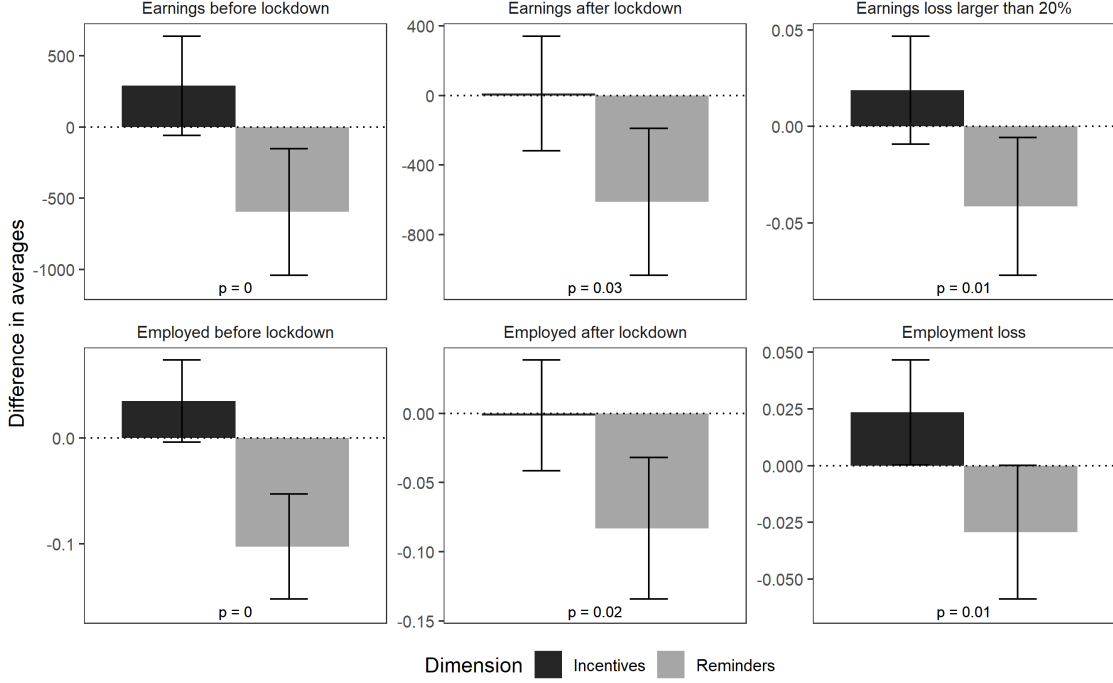 Earnings before lockdown
Earnings after lockdown
Earnings loss larger than 20%
500
0
-500
-1000
p = 0
400
0
-400
-800
p = 0.03
0.05
0.00
-0.05
p = 0.01
Difference in averages
Employed before lockdown
Employed after lockdown
Employment loss
0.0
-0.1
p = 0
0.00
-0.05
-0.10
-0.15
p = 0.02
0.050
0.025
0.000
-0.025
-0.050
p = 0.01
Dimension Incentives Reminders